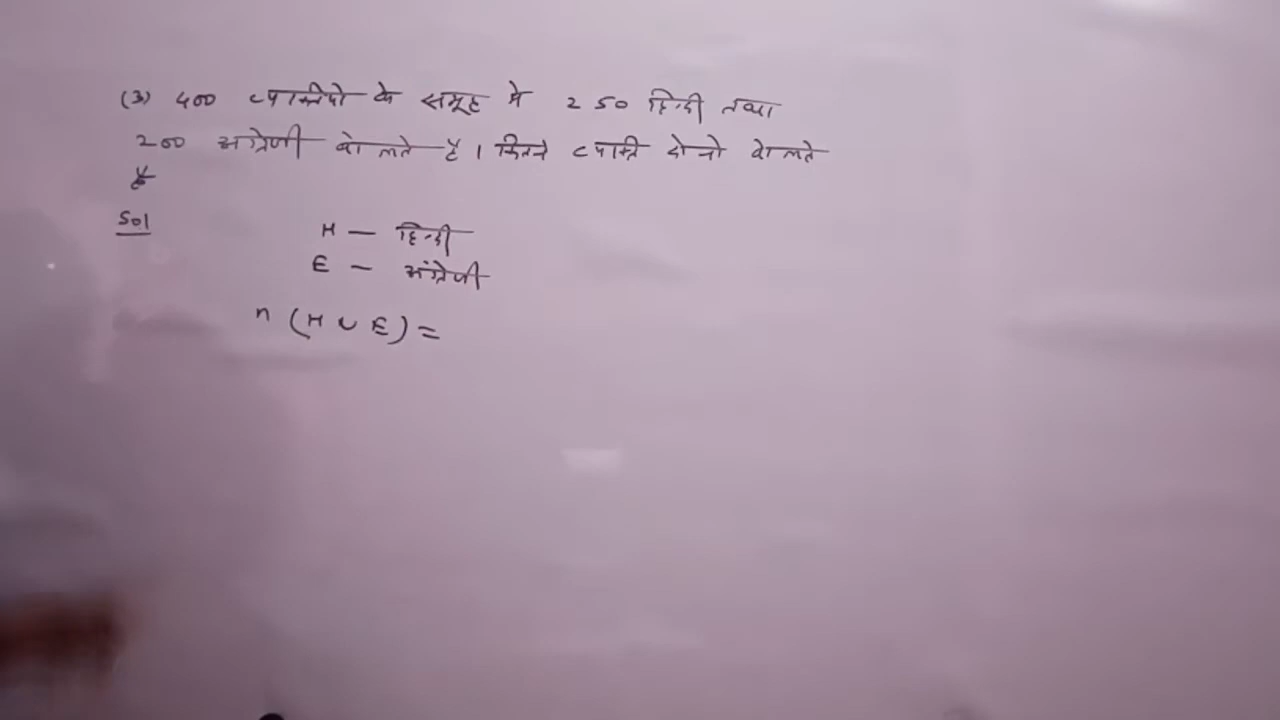 (3) 400 व्यक्तियो के समूह मे 250 हिन्दी तथा
200 अंग्रेजी बोलते है। कितने व्यक्ति दोनो बोलते
है
Sol
H — हिन्दी
E — अंग्रेजी
n (H ∪ E) =